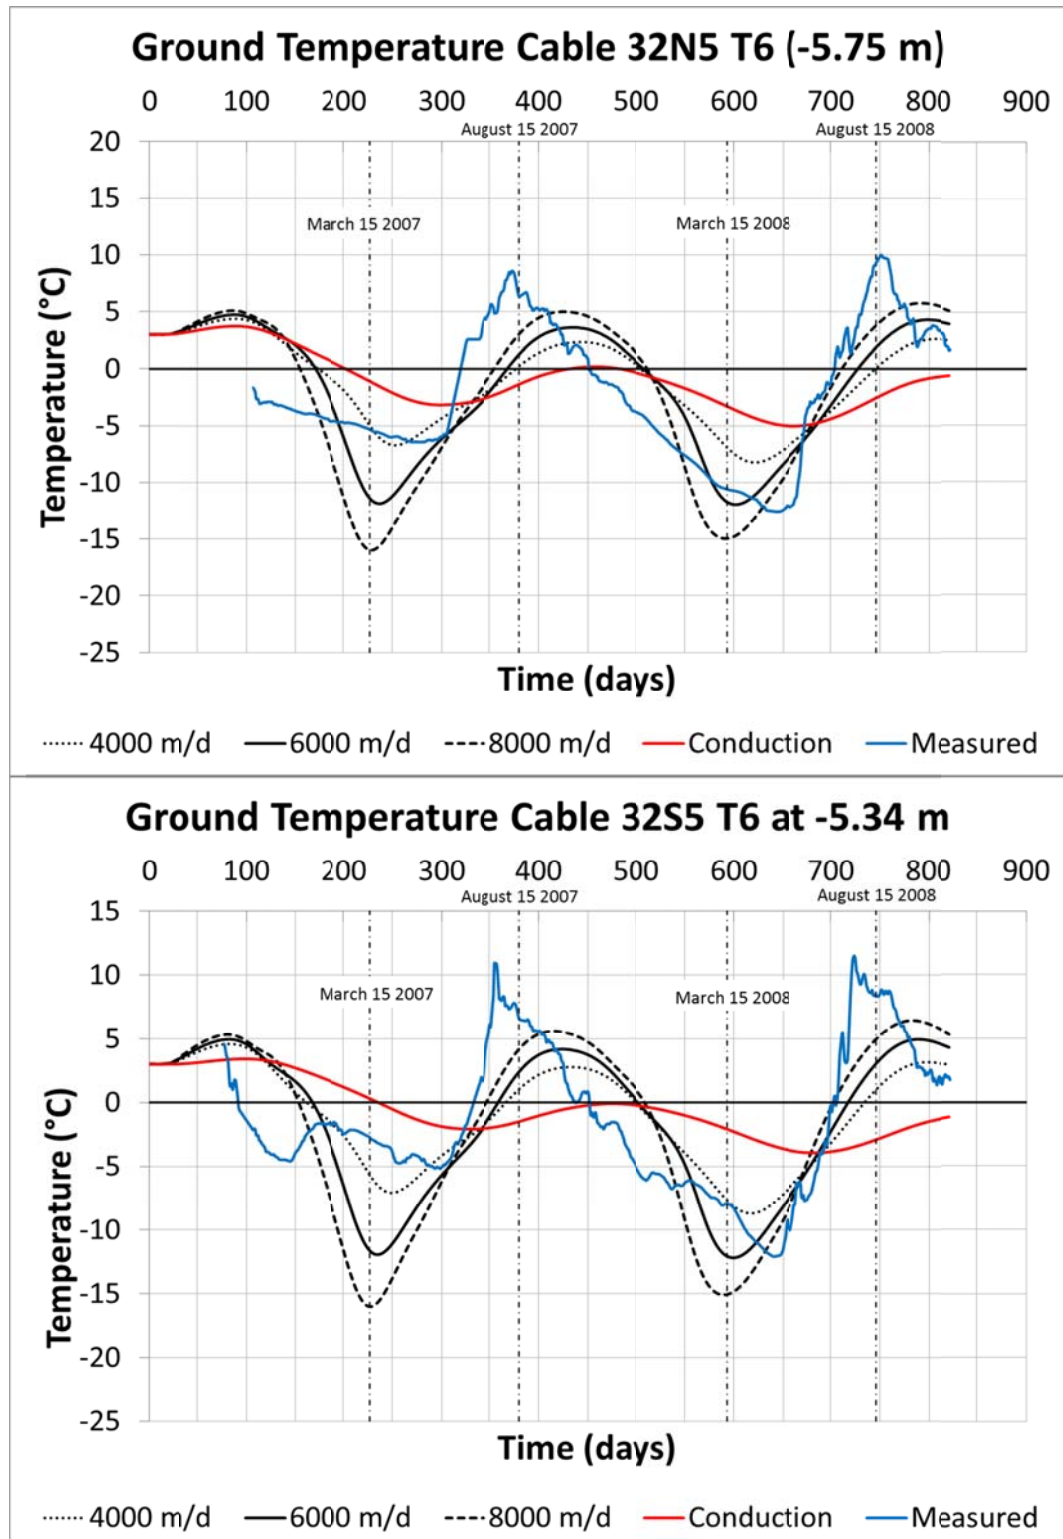 Ground Temperature Cable 32N5 T6 (-5.75 m)
0 100 200 300 400 500 600 700 800 900
August 15 2007 August 15 2008
20
15
March 15 2007 March 15 2008
10
5
0
-5
-10
-15
-20
-25
Temperature (°C)
Time (days)
4000 m/d 6000 m/d 8000 m/d Conduction Measured
Ground Temperature Cable 32S5 T6 at -5.34 m
0 100 200 300 400 500 600 700 800 900
August 15 2007 August 15 2008
15
10
March 15 2007 March 15 2008
5
0
-5
-10
-15
-20
-25
Temperature (°C)
Time (days)
4000 m/d 6000 m/d 8000 m/d Conduction Measured